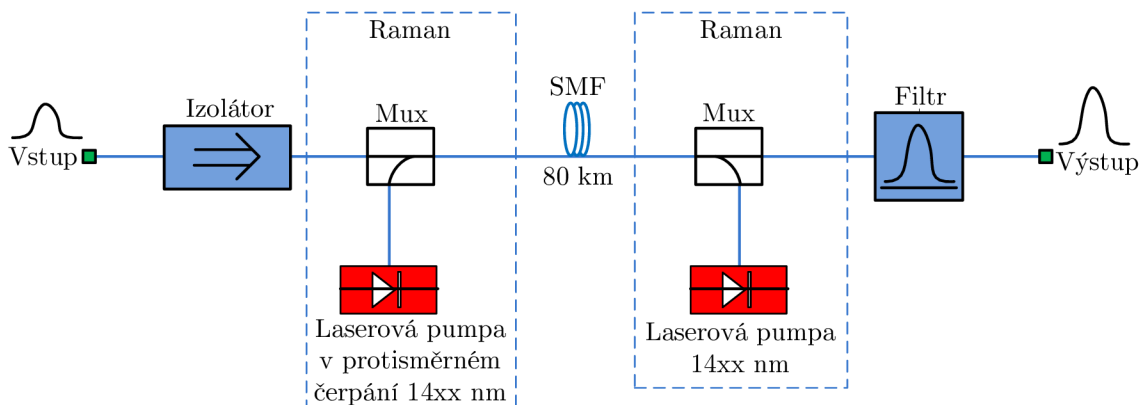 Raman
Raman
SMF
Izolátor
Mux
Mux
Filtr
Vstup
80 km
Výstup
Laserová pumpa
v protisměrném
čerpání 14xx nm
Laserová pumpa
14xx nm